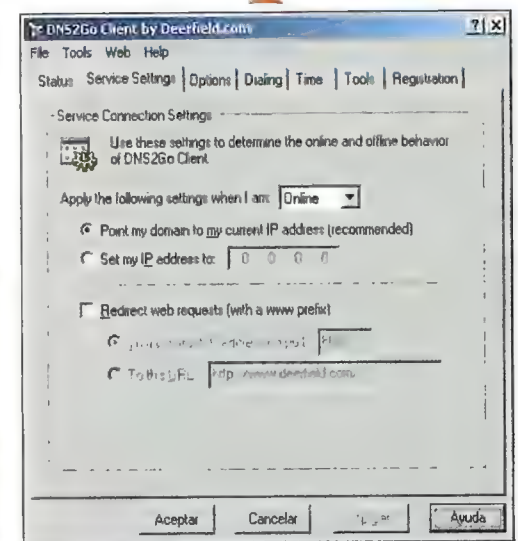 DNS2Go Client by Deerfield.com
File Tools Web Help
Status Service Settings Options Dialing Time Tools Registration
Service Connection Settings
Use these settings to determine the online and offline behavior
of DNS2Go Client
Apply the following settings when I am: Online
Point my domain to my current IP address (recommended)
Set my IP address to: 0 0 0 0
Redirect web requests (with a www prefix)
To this URL http://www.deerfield.com
Aceptar Cancelar Ayuda